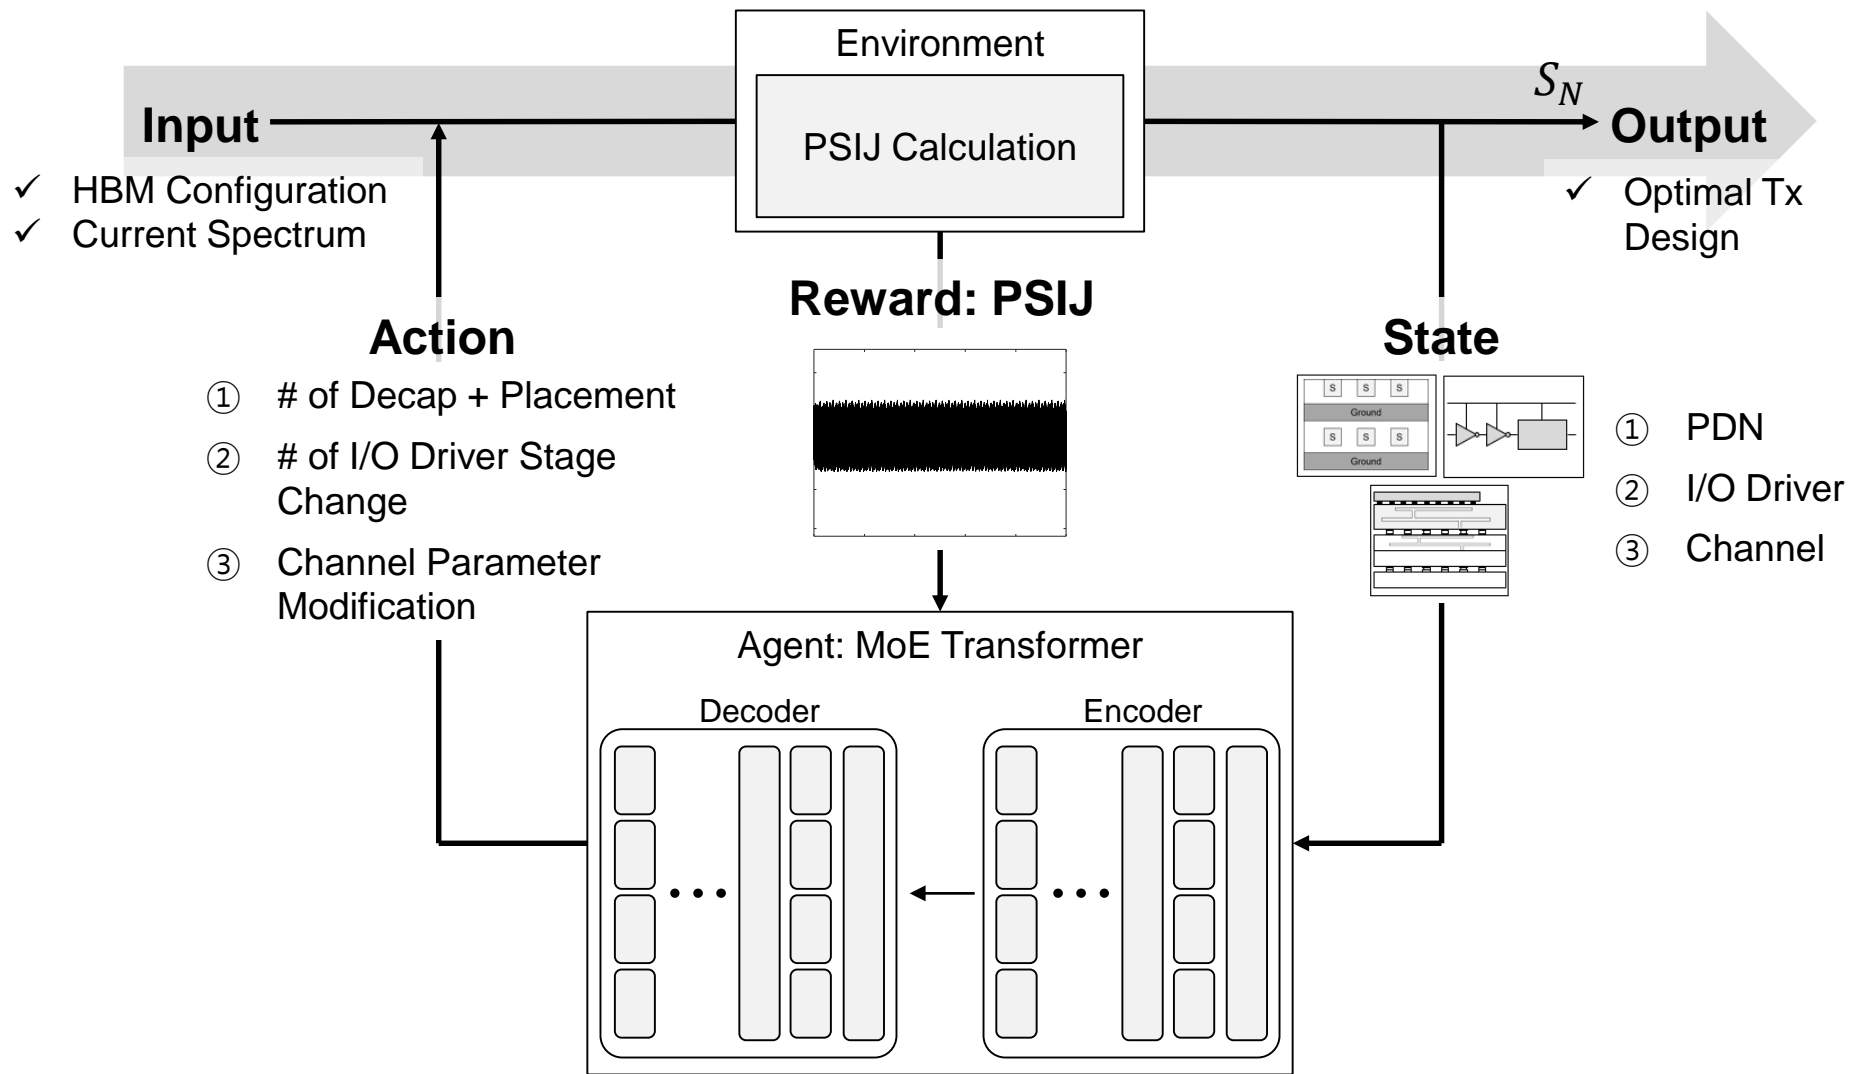 Environment
PSIJ Calculation
S_N
Input
Output
✓ HBM Configuration
✓ Current Spectrum
✓ Optimal Tx
Design
Reward: PSIJ
Action
① # of Decap + Placement
② # of I/O Driver Stage
Change
③ Channel Parameter
Modification
State
S S S
Ground
S S S
Ground
① PDN
② I/O Driver
③ Channel
Agent: MoE Transformer
Decoder
Encoder